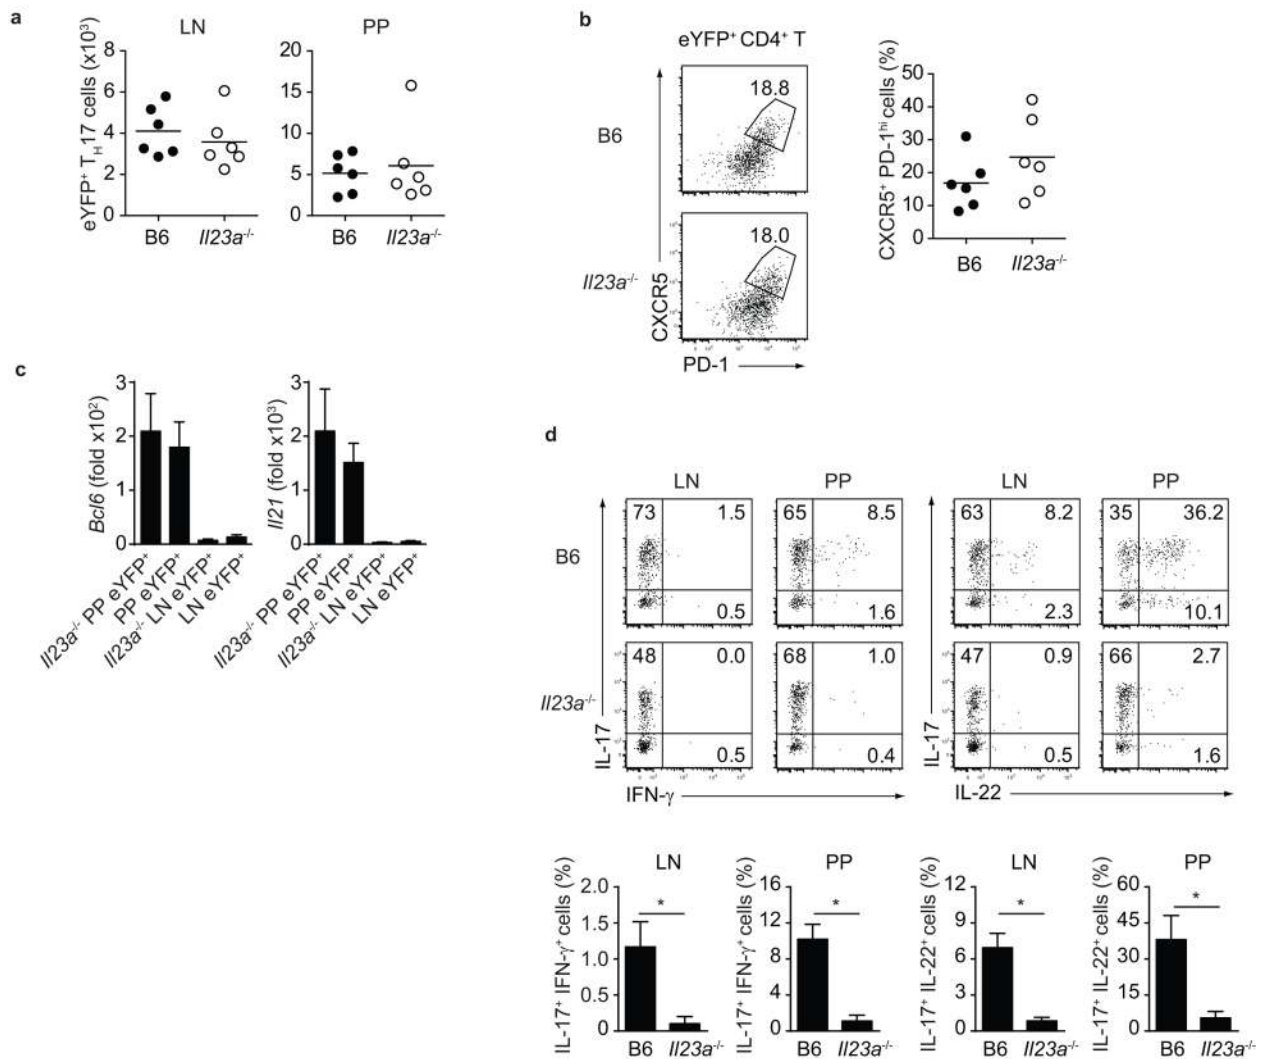 a
LN
PP
eYFP⁺ T_H 17 cells (x10³)
8
6
4
2
0
B6
Il23a⁻/⁻
20
15
10
5
0
B6
Il23a⁻/⁻
b
eYFP⁺ CD4⁺ T
B6
18.8
Il23a⁻/⁻
18.0
CXCR5
PD-1
CXCR5⁺ PD-1ʰⁱ cells (%)
50
40
30
20
10
0
B6
Il23a⁻/⁻
c
Bcl6 (fold x10²)
3
2
1
0
Il23a⁻/⁻ PP eYFP⁺
PP eYFP⁺
Il23a⁻/⁻ LN eYFP⁺
LN eYFP⁺
Il21 (fold x10³)
3
2
1
0
Il23a⁻/⁻ PP eYFP⁺
PP eYFP⁺
Il23a⁻/⁻ LN eYFP⁺
LN eYFP⁺
d
LN
PP
LN
PP
B6
73
1.5
0.5
65
8.5
1.6
63
8.2
2.3
35
36.2
10.1
Il23a⁻/⁻
48
0.0
0.5
68
1.0
0.4
47
0.9
0.5
66
2.7
1.6
IL-17
IFN-γ
IL-17
IL-22
LN
IL-17⁺ IFN-γ⁺ cells (%)
2.0
1.5
1.0
0.5
0
*
B6
Il23a⁻/⁻
PP
IL-17⁺ IFN-γ⁺ cells (%)
16
12
8
4
0
*
B6
Il23a⁻/⁻
LN
IL-17⁺ IL-22⁺ cells (%)
12
9
6
3
0
*
B6
Il23a⁻/⁻
PP
IL-17⁺ IL-22⁺ cells (%)
60
45
30
15
0
*
B6
Il23a⁻/⁻